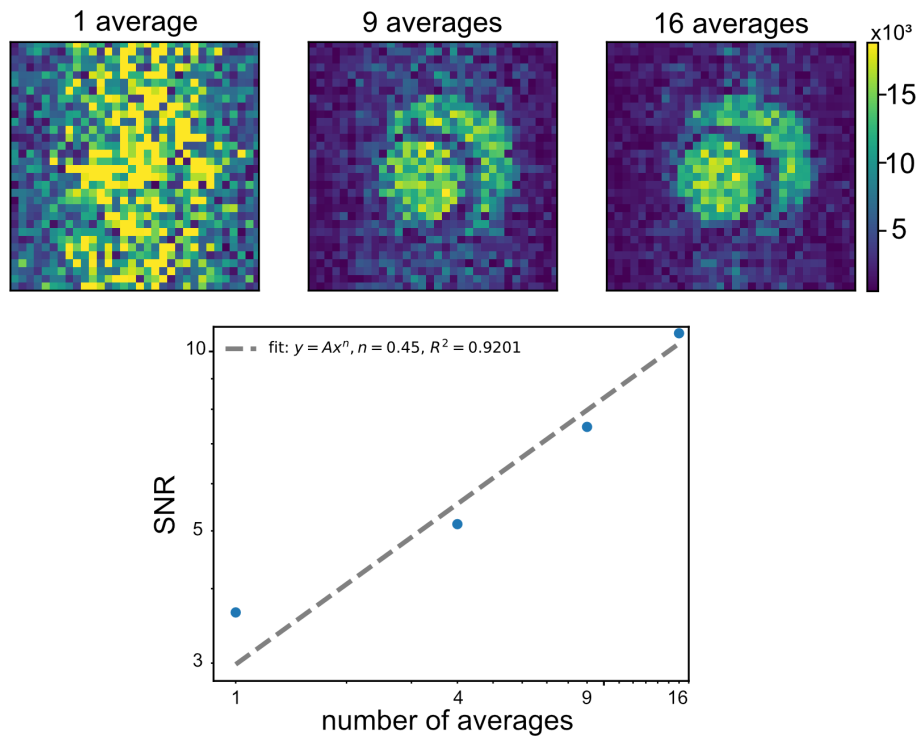 1 average
9 averages
16 averages
x10³
15
10
5
fit: y = Axⁿ, n = 0.45, R² = 0.9201
10
5
3
SNR
1
4
9
16
number of averages